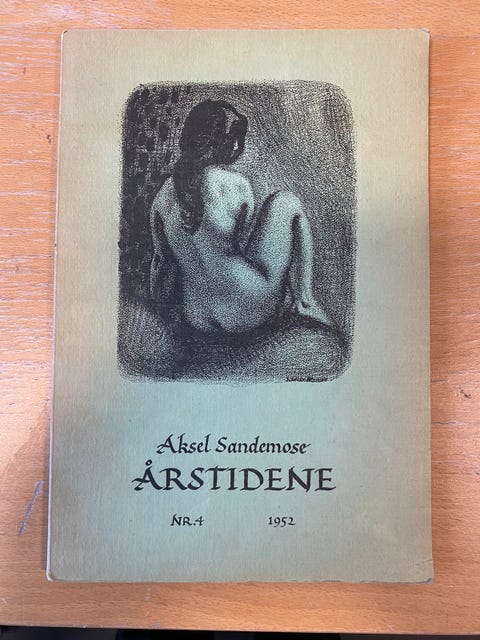 Aksel Sandemose
ÅRSTIDENE
NR.4 1952